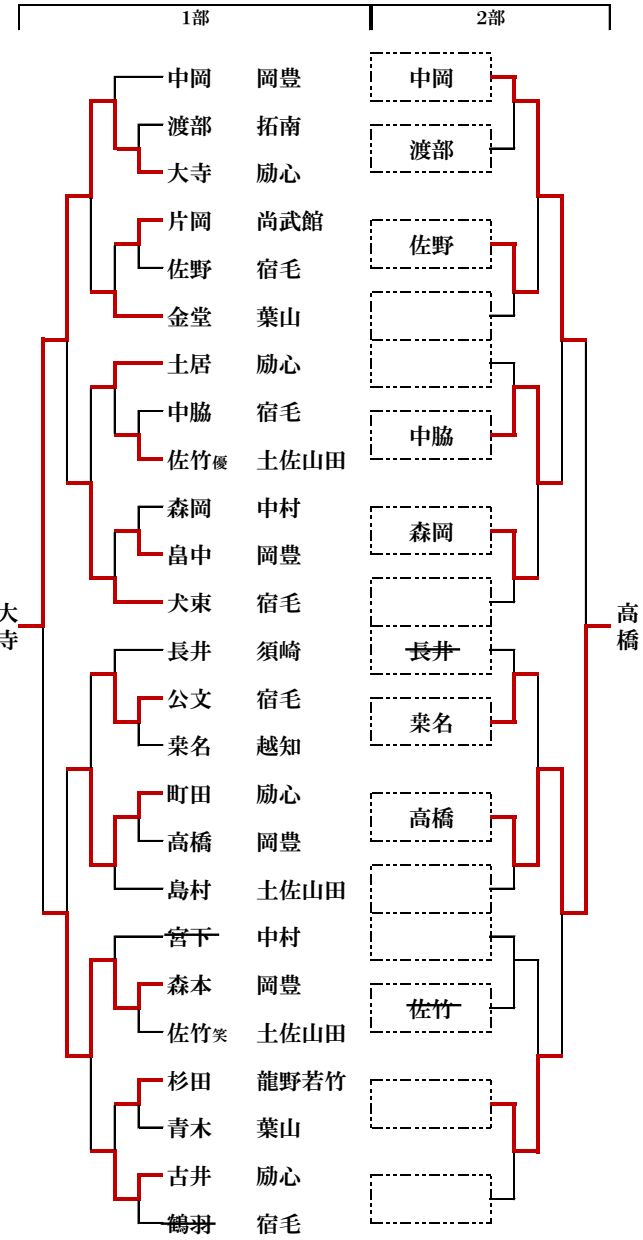 1部 2部
中岡 岡豊
渡部 拓南
大寺 励心
片岡 尚武館
佐野 宿毛
金堂 葉山
土居 励心
中脇 宿毛
佐竹優 土佐山田
森岡 中村
畠中 岡豊
犬東 宿毛
長井 須崎
公文 宿毛
桒名 越知
町田 励心
高橋 岡豊
島村 土佐山田
宮下 中村
森本 岡豊
佐竹笑 土佐山田
杉田 龍野若竹
青木 葉山
古井 励心
鶴羽 宿毛
大寺
中岡
渡部
佐野
中脇
森岡
長井
桒名
高橋
佐竹
高橋